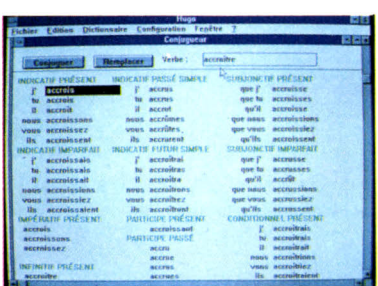 Hugo
Fichier Edition Dictionnaire Configuration Fenêtre ?
Conjugueur
Conjuguer Remplacer Verbe : accroître
INDICATIF PRÉSENT INDICATIF PASSÉ SIMPLE SUBJONCTIF PRÉSENT
j' accrois j' accrus que j' accroisse
tu accrois tu accrus que tu accroisses
il accroît il accrut qu'il accroisse
nous accroissons nous accrûmes que nous accroissions
vous accroissez vous accrûtes que vous accroissiez
ils accroissent ils accrurent qu'ils accroissent
INDICATIF IMPARFAIT INDICATIF FUTUR SIMPLE SUBJONCTIF IMPARFAIT
j' accroissais j' accroîtrai que j' accrusse
tu accroissais tu accroîtras que tu accrusses
il accroissait il accroîtra qu'il accrût
nous accroissions nous accroîtrons que nous accrussions
vous accroissiez vous accroîtrez que vous accrussiez
ils accroissaient ils accroîtront qu'ils accrussent
IMPÉRATIF PRÉSENT PARTICIPE PRÉSENT CONDITIONNEL PRÉSENT
accrois accroissant j' accroîtrais
accroissons PARTICIPE PASSÉ tu accroîtrais
accroissez accru il accroîtrait
accrue nous accroîtrions
INFINITIF PRÉSENT accrus vous accroîtriez
accroître accrues ils accroîtraient